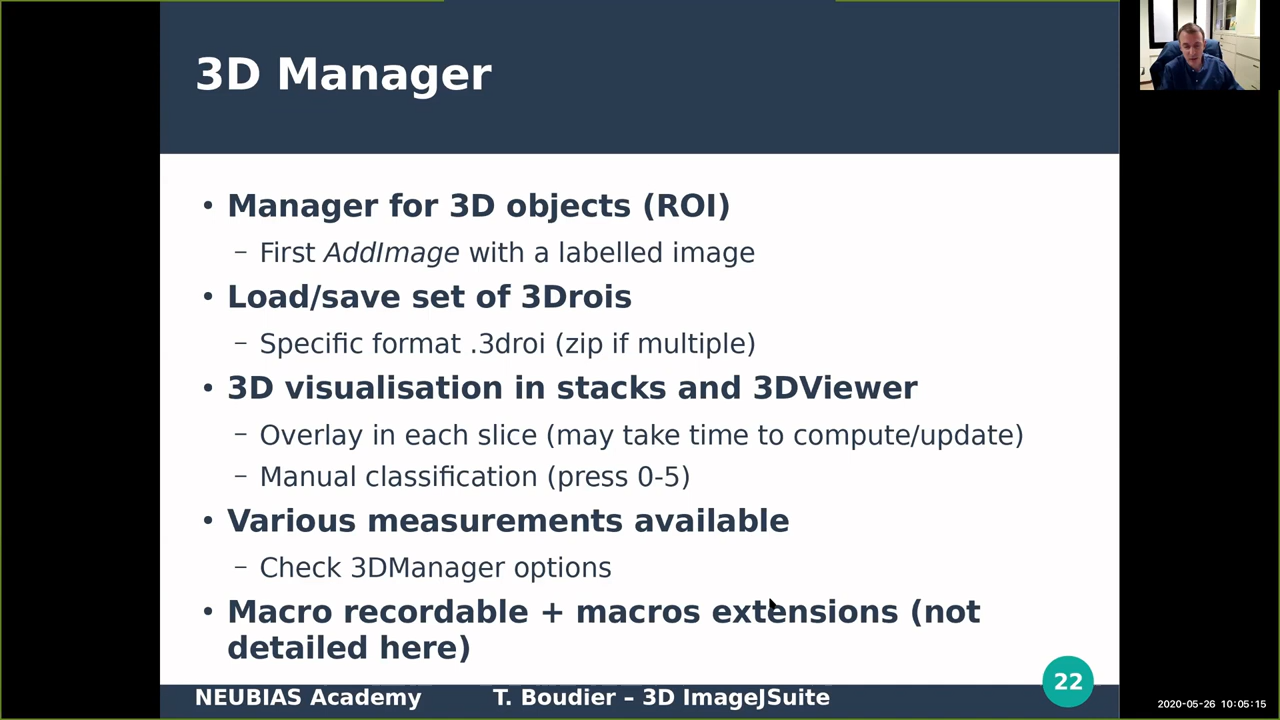 3D Manager
• Manager for 3D objects (ROI)
– First AddImage with a labelled image
• Load/save set of 3Drois
– Specific format .3droi (zip if multiple)
• 3D visualisation in stacks and 3DViewer
– Overlay in each slice (may take time to compute/update)
– Manual classification (press 0-5)
• Various measurements available
– Check 3DManager options
• Macro recordable + macros extensions (not
detailed here)
NEUBIAS Academy T. Boudier – 3D ImageJSuite
22
2020-05-26 10:05:15